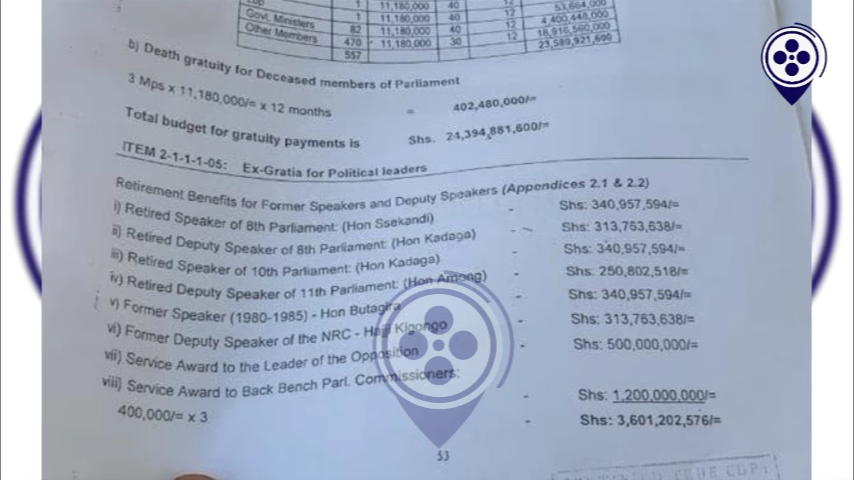 1 11,180,000 40 12 53,664,000
Govt. Ministers 1 11,180,000 40 12 4,400,448,000
Other Members 82 11,180,000 40 12 18,916,560,000
470 11,180,000 30 12 23,589,921,600
557
b) Death gratuity for Deceased members of Parliament
3 Mps x 11,180,000/= x 12 months = 402,480,000/=
Total budget for gratuity payments is Shs. 24,394,881,600/=
ITEM 2-1-1-1-05: Ex-Gratia for Political leaders
Retirement Benefits for Former Speakers and Deputy Speakers (Appendices 2.1 & 2.2)
i) Retired Speaker of 8th Parliament: (Hon Ssekandi) - Shs: 340,957,594/=
ii) Retired Deputy Speaker of 8th Parliament: (Hon Kadaga) - Shs: 313,763,638/=
iii) Retired Speaker of 10th Parliament: (Hon Kadaga) - Shs: 340,957,594/=
iv) Retired Deputy Speaker of 11th Parliament: (Hon Among) - Shs: 250,802,518/=
v) Former Speaker (1980-1985) - Hon Butagira - Shs: 340,957,594/=
vi) Former Deputy Speaker of the NRC - Hajji Kigongo - Shs: 313,763,638/=
vii) Service Award to the Leader of the Opposition - Shs: 500,000,000/=
viii) Service Award to Back Bench Parl. Commissioners:
400,000/= x 3 - Shs: 1,200,000,000/=
- Shs: 3,601,202,576/=
53
TRUE COPY